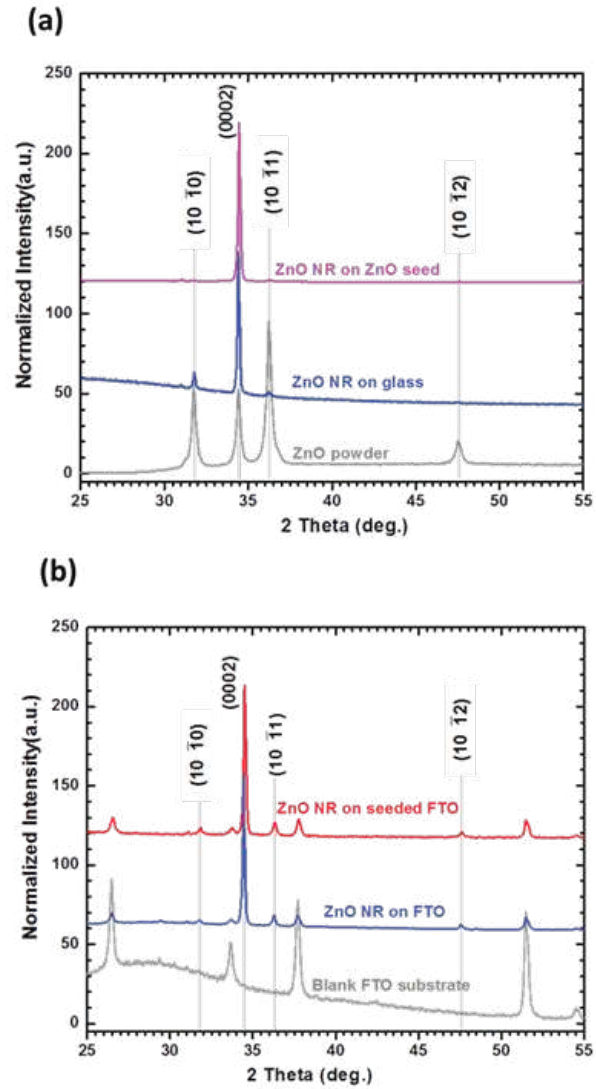 (a)
250
200
150
100
50
0
Normalized Intensity(a.u.)
(10 1̅0)
(0002)
(10 1̅1)
(10 1̅2)
ZnO NR on ZnO seed
ZnO NR on glass
ZnO powder
25 30 35 40 45 50 55
2 Theta (deg.)
(b)
250
200
150
100
50
0
Normalized Intensity(a.u.)
(10 1̅0)
(0002)
(10 1̅1)
(10 1̅2)
ZnO NR on seeded FTO
ZnO NR on FTO
Blank FTO substrate
25 30 35 40 45 50 55
2 Theta (deg.)